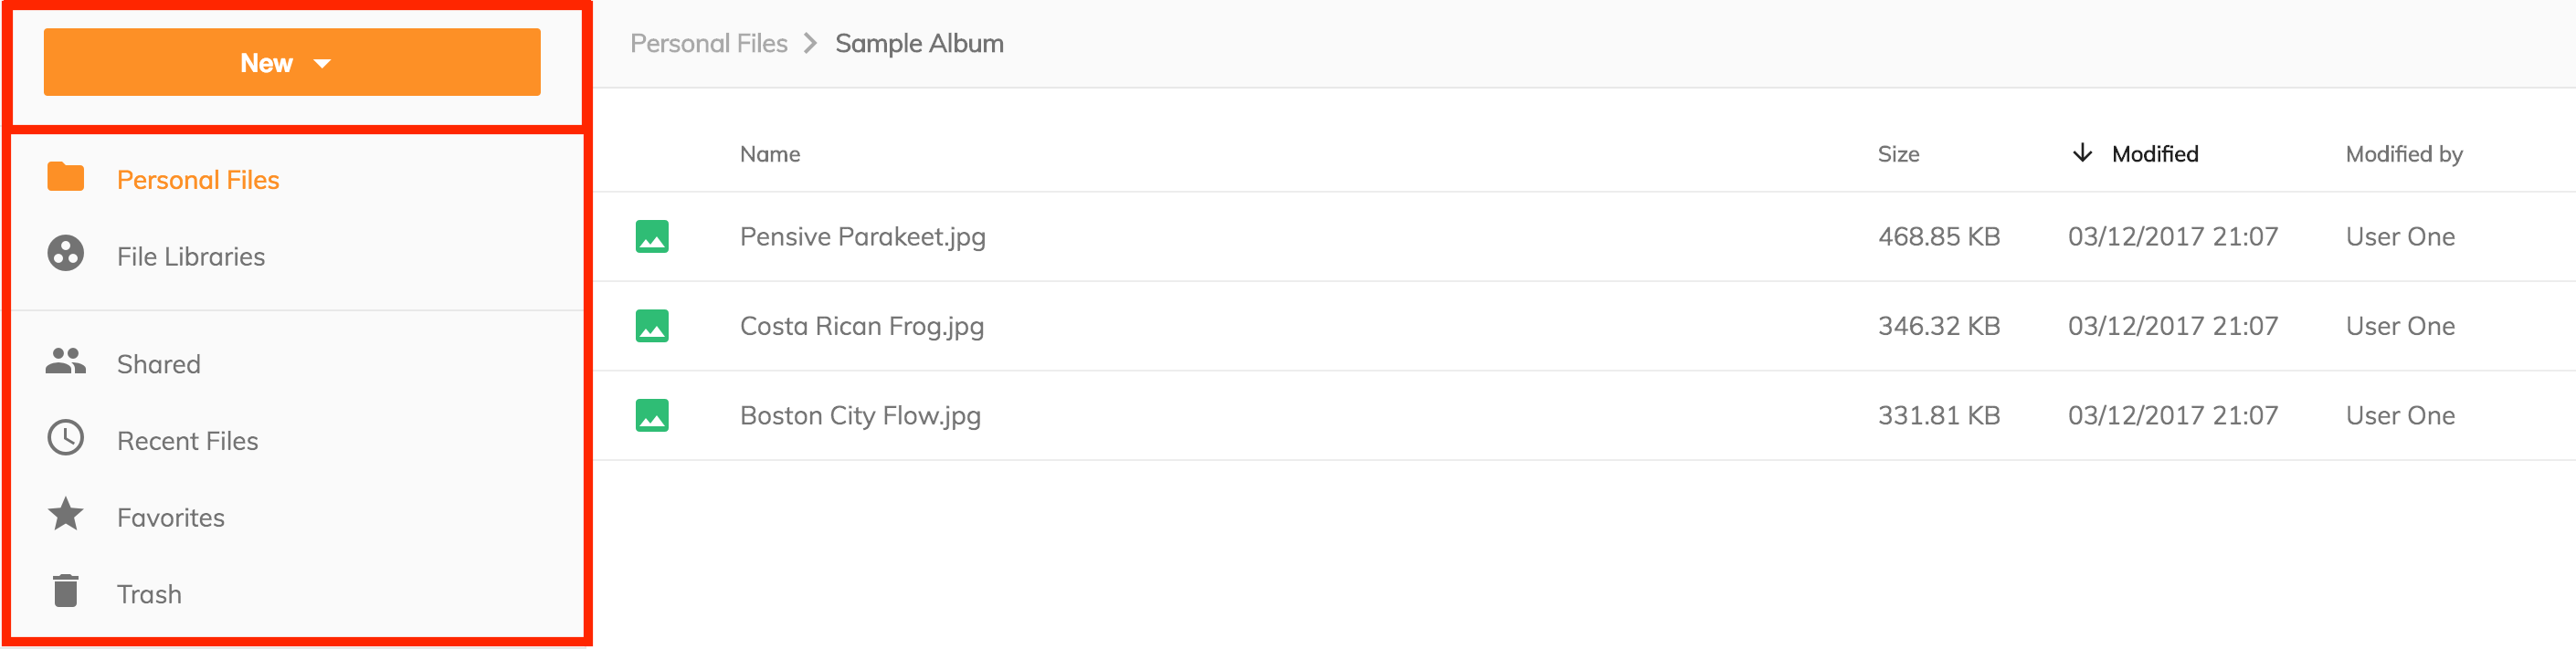 New
Personal Files
File Libraries
Shared
Recent Files
Favorites
Trash
Personal Files > Sample Album
Name Size Modified Modified by
Pensive Parakeet.jpg 468.85 KB 03/12/2017 21:07 User One
Costa Rican Frog.jpg 346.32 KB 03/12/2017 21:07 User One
Boston City Flow.jpg 331.81 KB 03/12/2017 21:07 User One